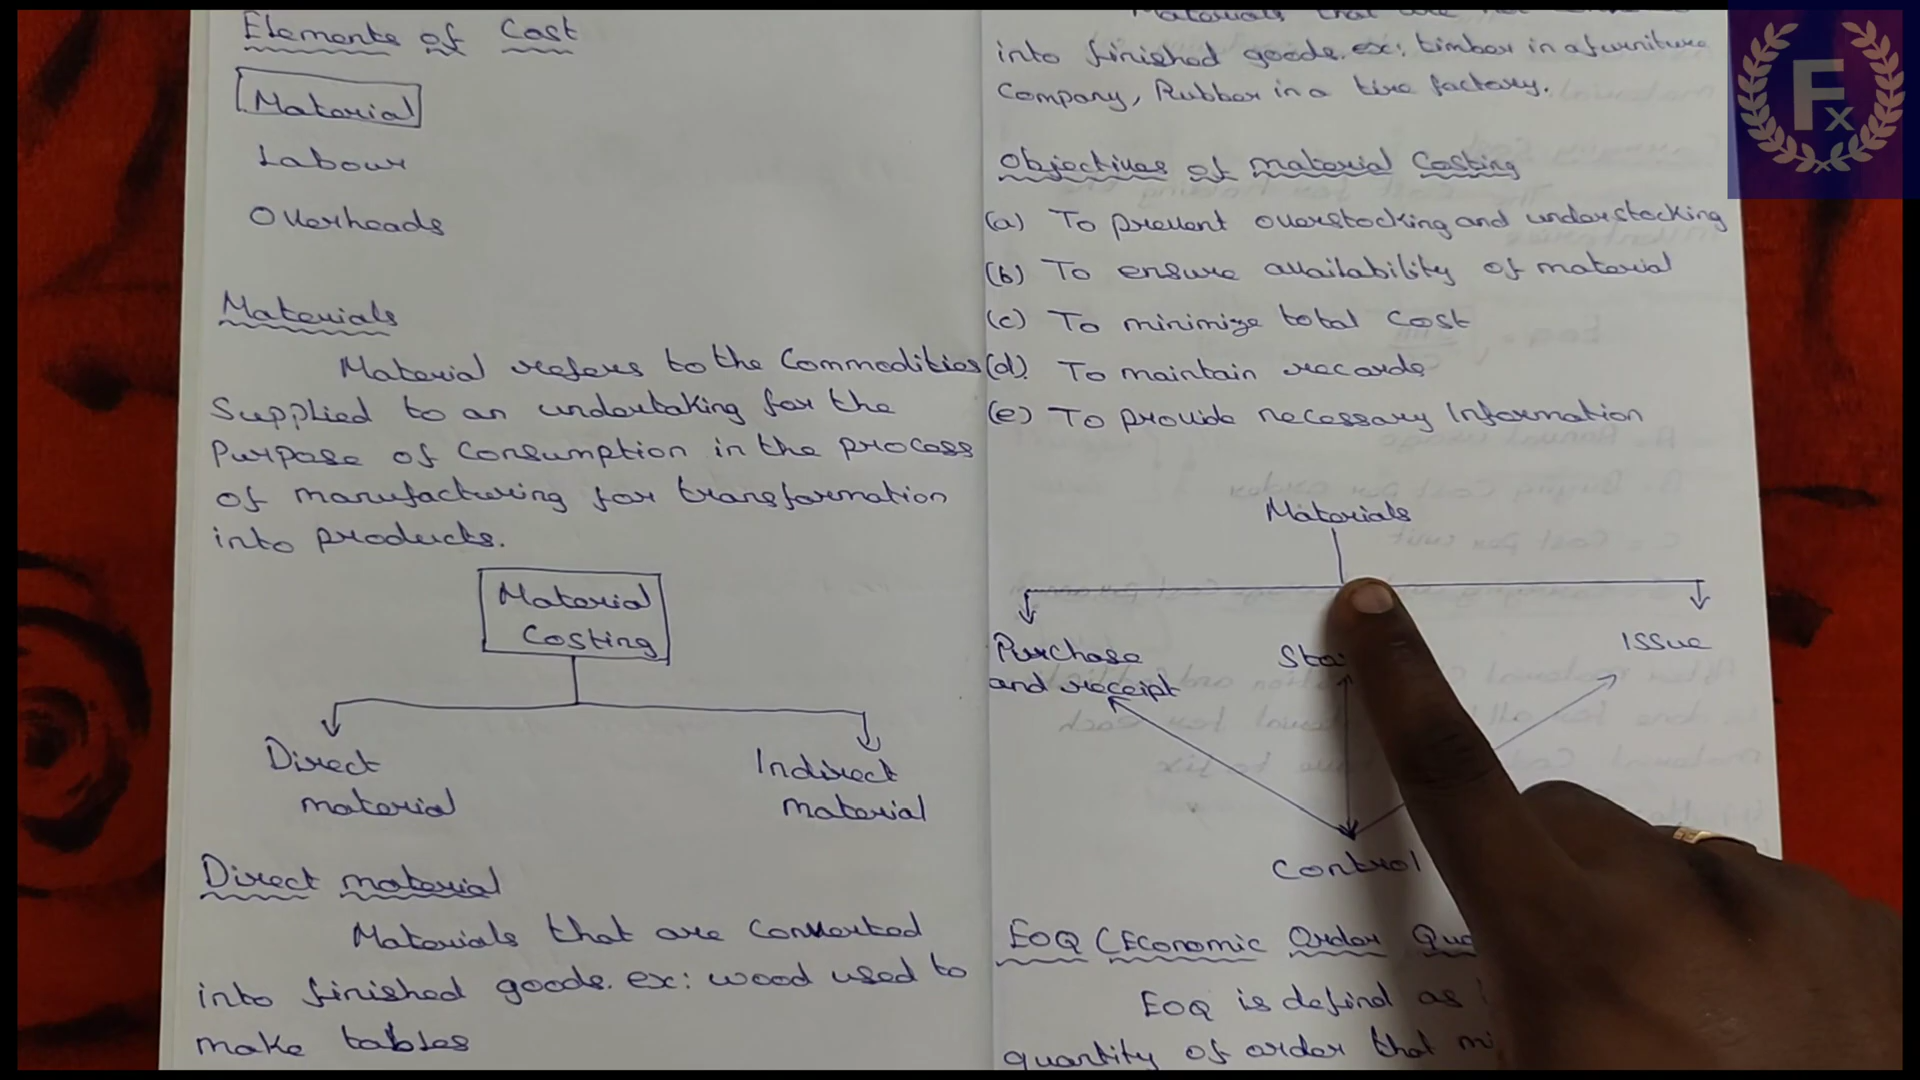 Elements of Cost
Material
Labour
Overheads
Materials
Material refers to the Commodities
Supplied to an undertaking for the
Purpose of Consumption in the process
of manufacturing for transformation
into products.
Material
Costing
Direct
material
Indirect
material
Direct material
Materials that are converted
into finished goods. ex: wood used to
make tables
Materials that are not
into finished goods. ex: timber in a furniture
Company, Rubber in a tire factory.
Objectives of material Costing
(a) To prevent overstocking and understocking
(b) To ensure availability of material
(c) To minimize total cost
(d) To maintain records
(e) To provide necessary Information
Materials
Purchase
and receipt
Issue
Control
EOQ (Economic Order
EOQ is defind as
quantity of order that
Fx